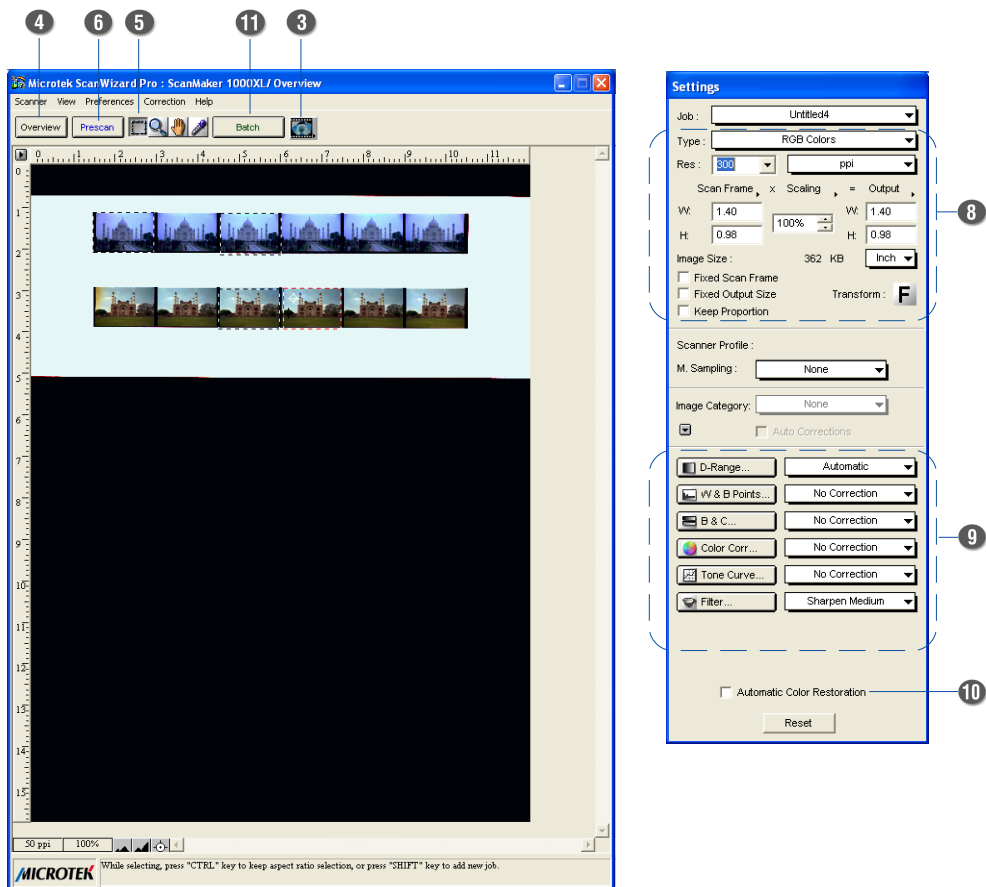 4 6 5 11 3
Microtek ScanWizard Pro : ScanMaker 1000XL/ Overview
Scanner View Preferences Correction Help
Overview Prescan Batch
0 1 2 3 4 5 6 7 8 9 10 11
0
1
2
3
4
5
6
7
8
9
10
11
12
13
14
15
50 ppi 100%
MICROTEK While selecting, press "CTRL" key to keep aspect ratio selection, or press "SHIFT" key to add new job.
Settings
Job : Untitled4
Type : RGB Colors
Res : 300 ppi
Scan Frame x Scaling = Output
W: 1.40 100% W: 1.40
H: 0.98 H: 0.98
8
Image Size : 362 KB Inch
Fixed Scan Frame
Fixed Output Size Transform : F
Keep Proportion
Scanner Profile :
M. Sampling : None
Image Category: None
Auto Corrections
D-Range... Automatic
W & B Points... No Correction
B & C... No Correction
Color Corr... No Correction
9
Tone Curve... No Correction
Filter... Sharpen Medium
Automatic Color Restoration 10
Reset